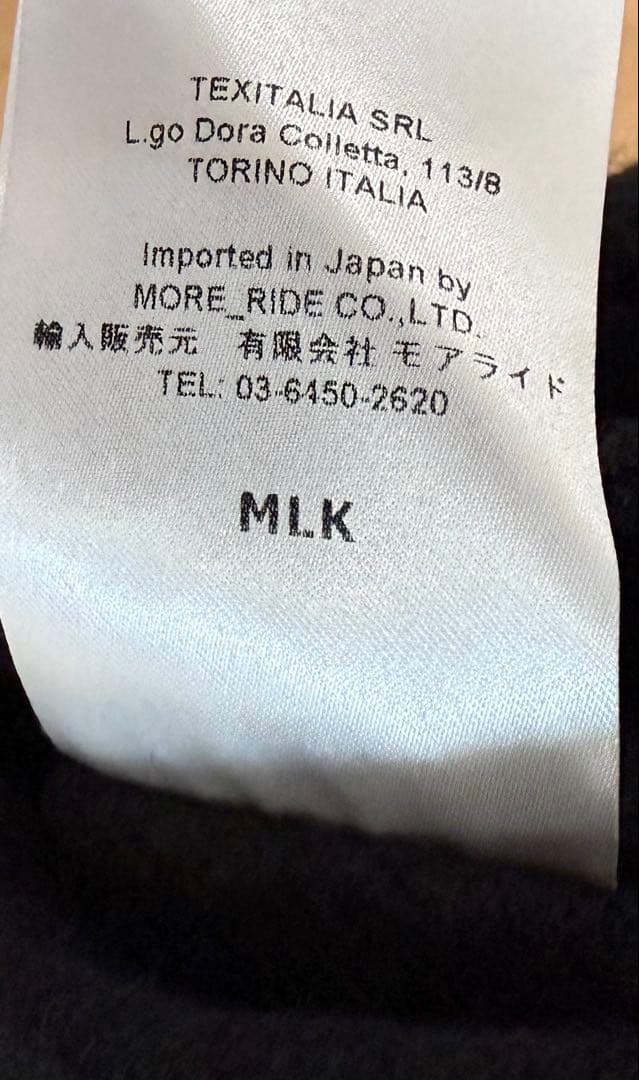 TEXITALIA SRL
L.go Dora Colletta, 113/8
TORINO ITALIA
Imported in Japan by
MORE_RIDE CO.,LTD.
輸入販売元　有限会社 モアライド
TEL: 03-6450-2620
MLK